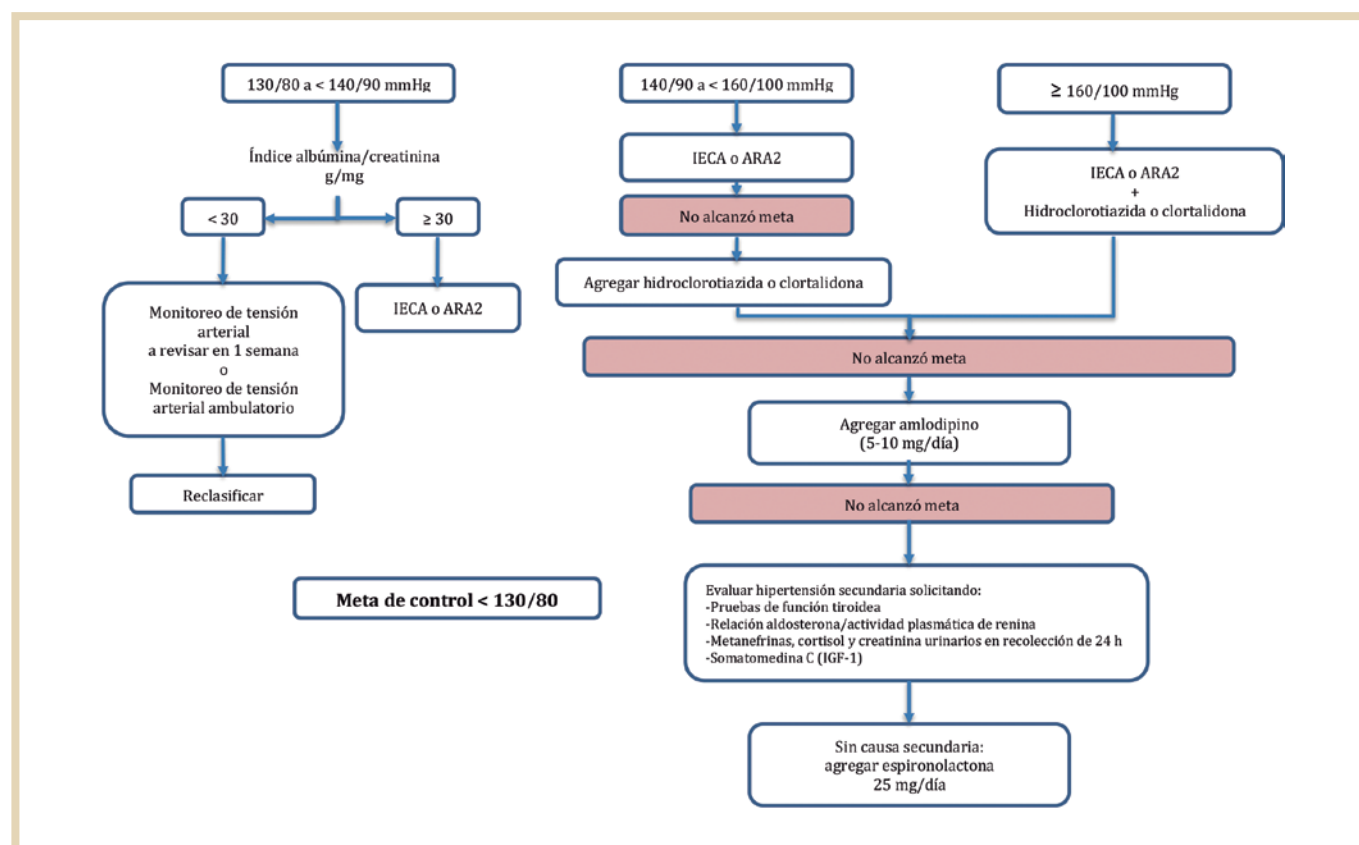 130/80 a < 140/90 mmHg
Índice albúmina/creatinina
g/mg
< 30
≥ 30
Monitoreo de tensión
arterial
a revisar en 1 semana
o
Monitoreo de tensión
arterial ambulatorio
IECA o ARA2
Reclasificar
140/90 a < 160/100 mmHg
IECA o ARA2
No alcanzó meta
Agregar hidroclorotiazida o clortalidona
≥ 160/100 mmHg
IECA o ARA2
+
Hidroclorotiazida o clortalidona
No alcanzó meta
Agregar amlodipino
(5-10 mg/día)
No alcanzó meta
Evaluar hipertensión secundaria solicitando:
-Pruebas de función tiroidea
-Relación aldosterona/actividad plasmática de renina
-Metanefrinas, cortisol y creatinina urinarios en recolección de 24 h
-Somatomedina C (IGF-1)
Sin causa secundaria:
agregar espironolactona
25 mg/día
Meta de control < 130/80